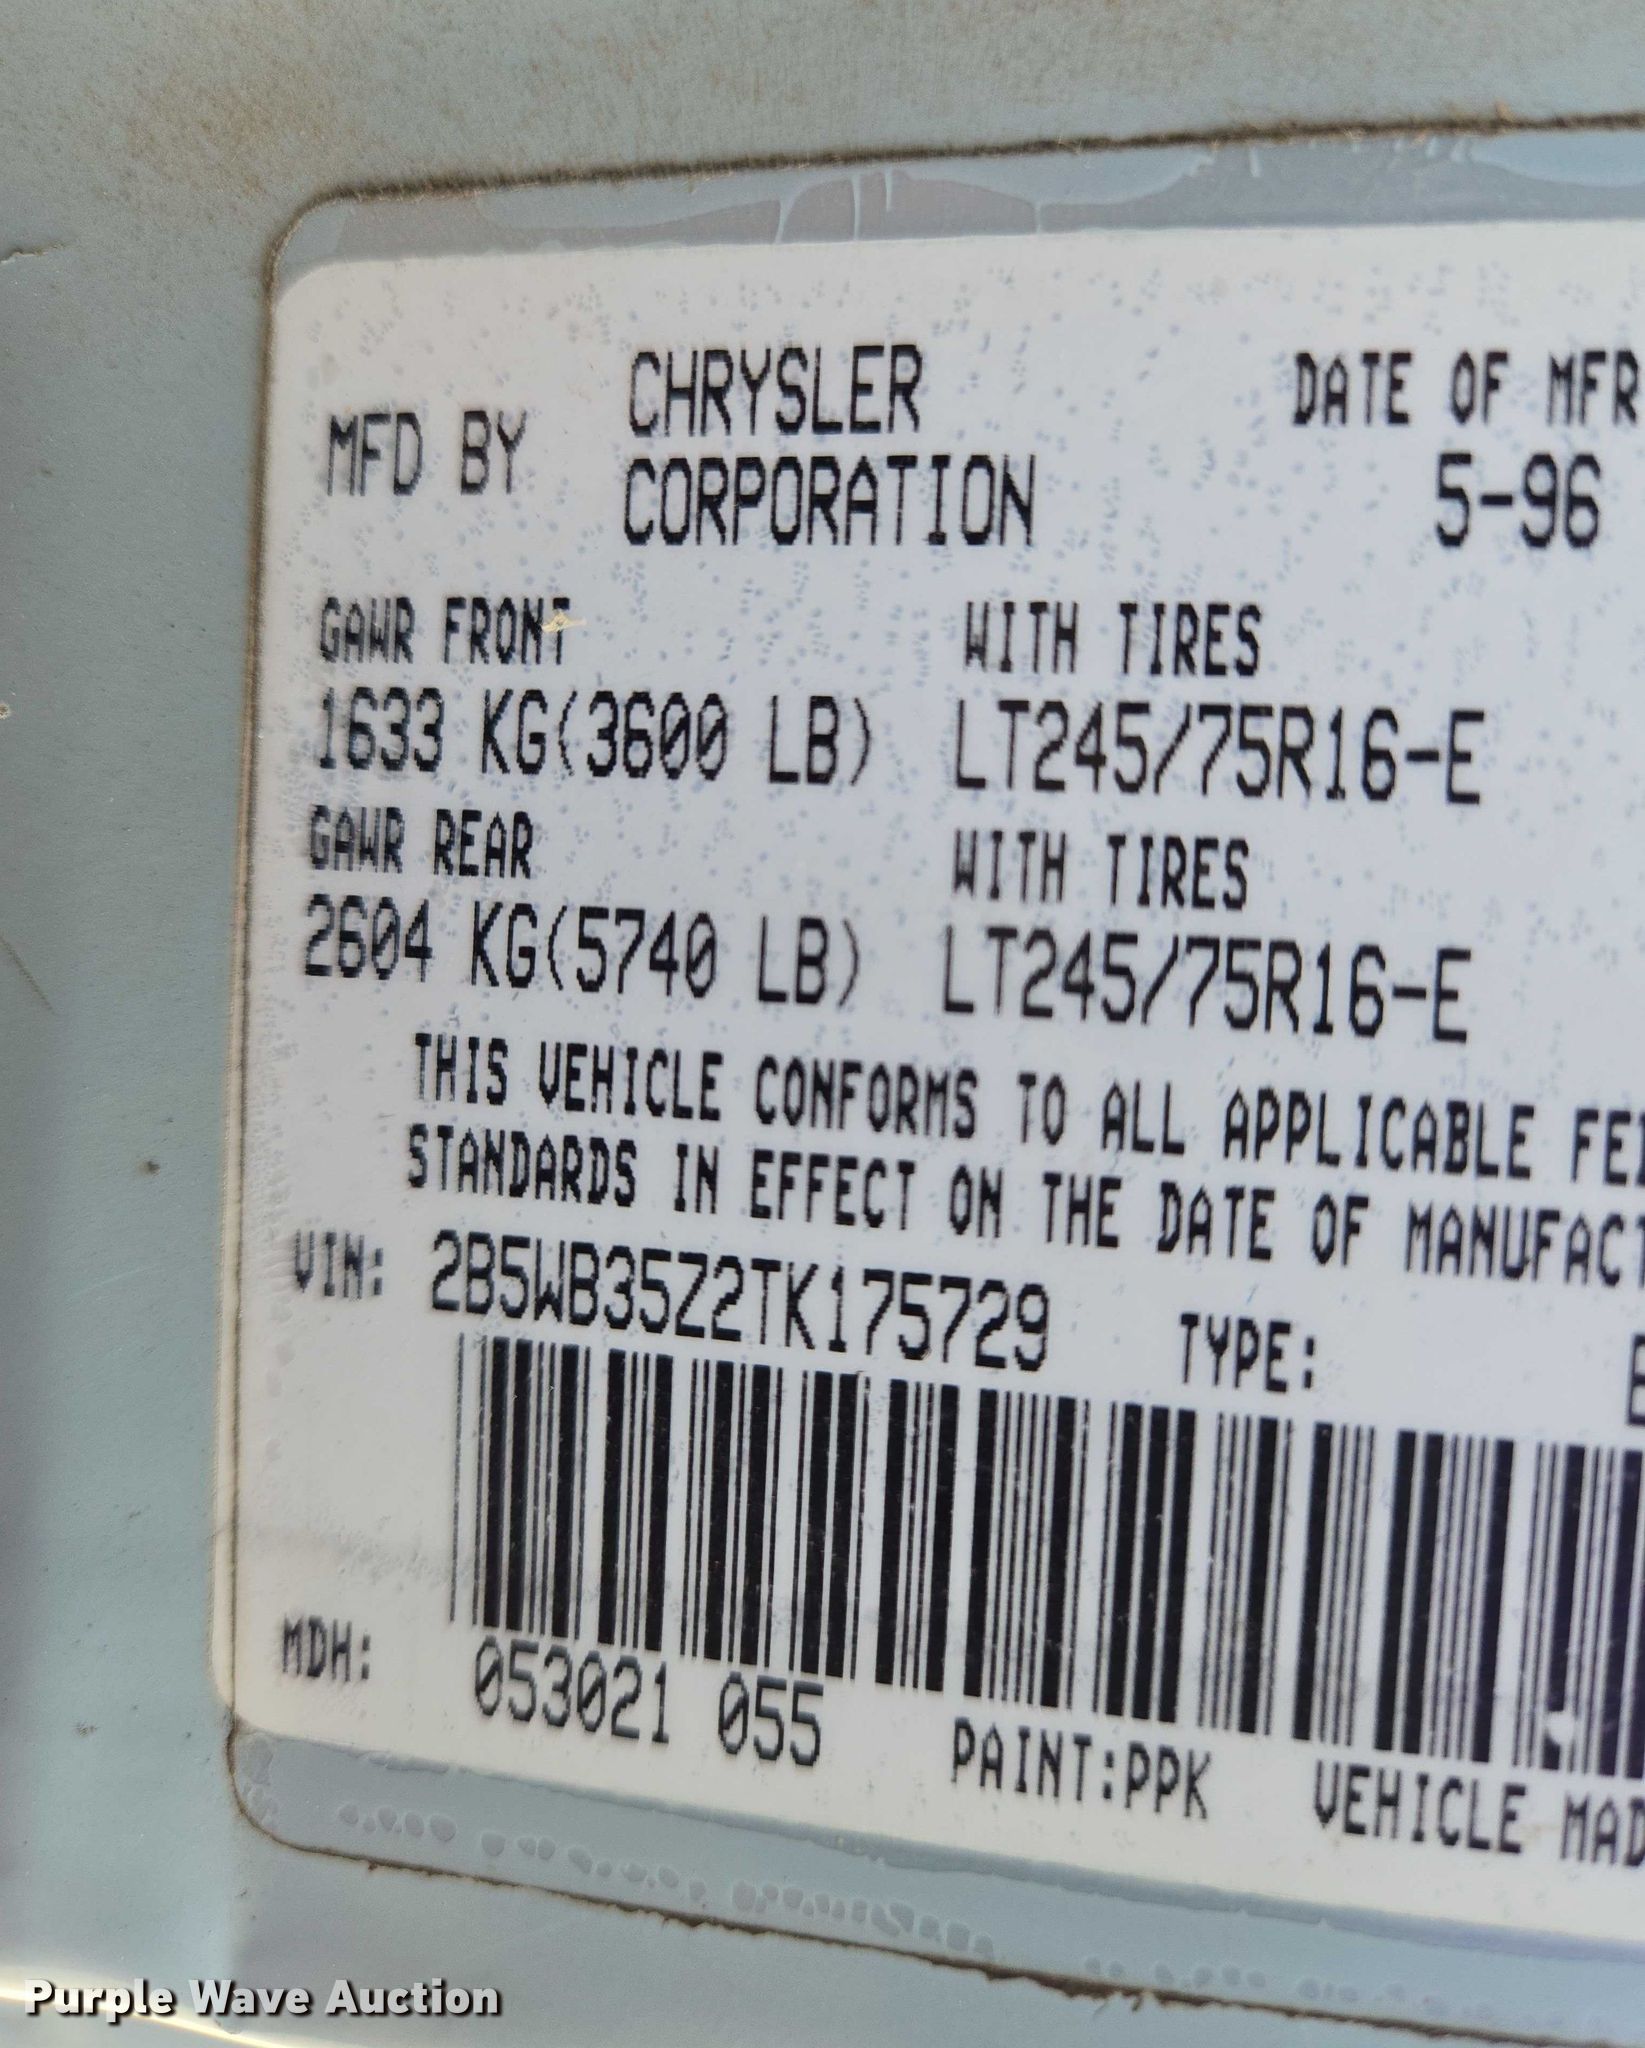 MFD BY CHRYSLER CORPORATION
DATE OF MFR
5-96
GAWR FRONT WITH TIRES
1633 KG(3600 LB) LT245/75R16-E
GAWR REAR WITH TIRES
2604 KG(5740 LB) LT245/75R16-E
THIS VEHICLE CONFORMS TO ALL APPLICABLE
STANDARDS IN EFFECT ON THE DATE OF MANUFACT
VIN: 2B5WB35Z2TK175729 TYPE:
MDH: 053021 055 PAINT:PPK VEHICLE MAD
Purple Wave Auction